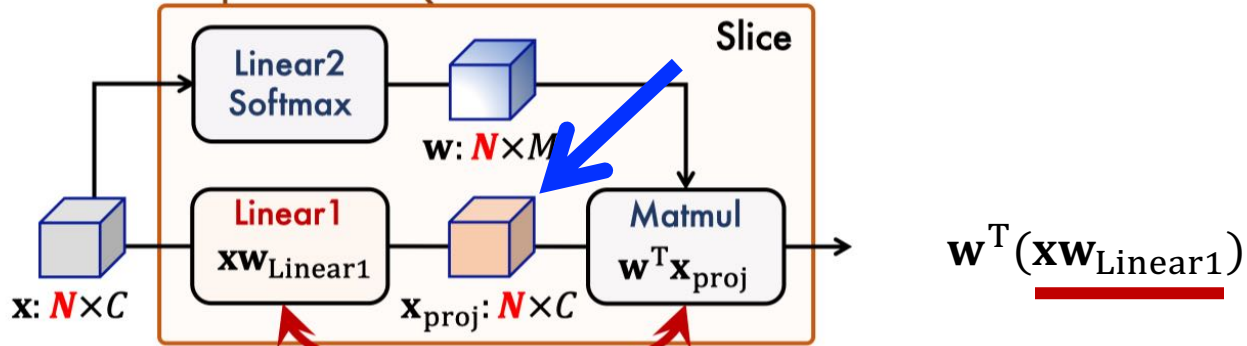 Slice
Linear2
Softmax
w: N×M
Linear1
xw_Linear1
Matmul
w^T x_proj
x: N×C
x_proj: N×C
w^T(xw_Linear1)